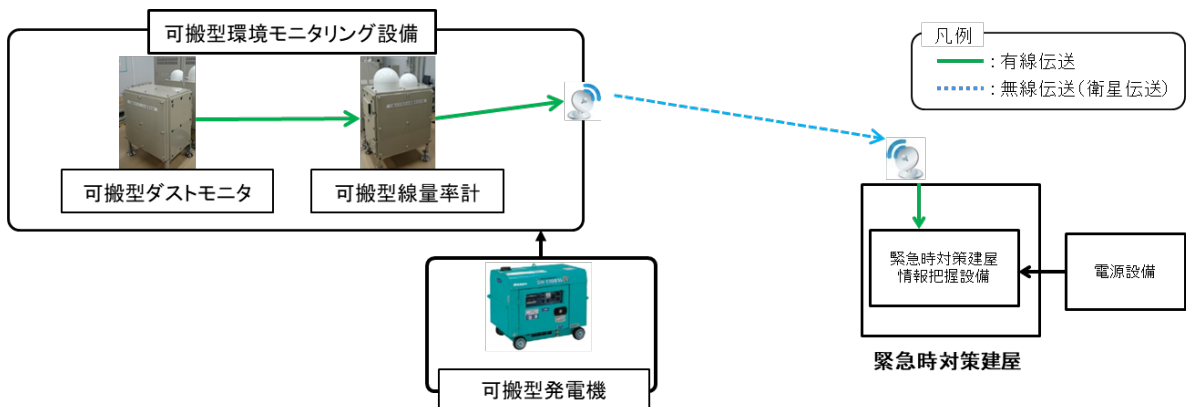 可搬型環境モニタリング設備
凡例
: 有線伝送
: 無線伝送(衛星伝送)
可搬型ダストモニタ
可搬型線量率計
緊急時対策建屋
情報把握設備
電源設備
緊急時対策建屋
可搬型発電機